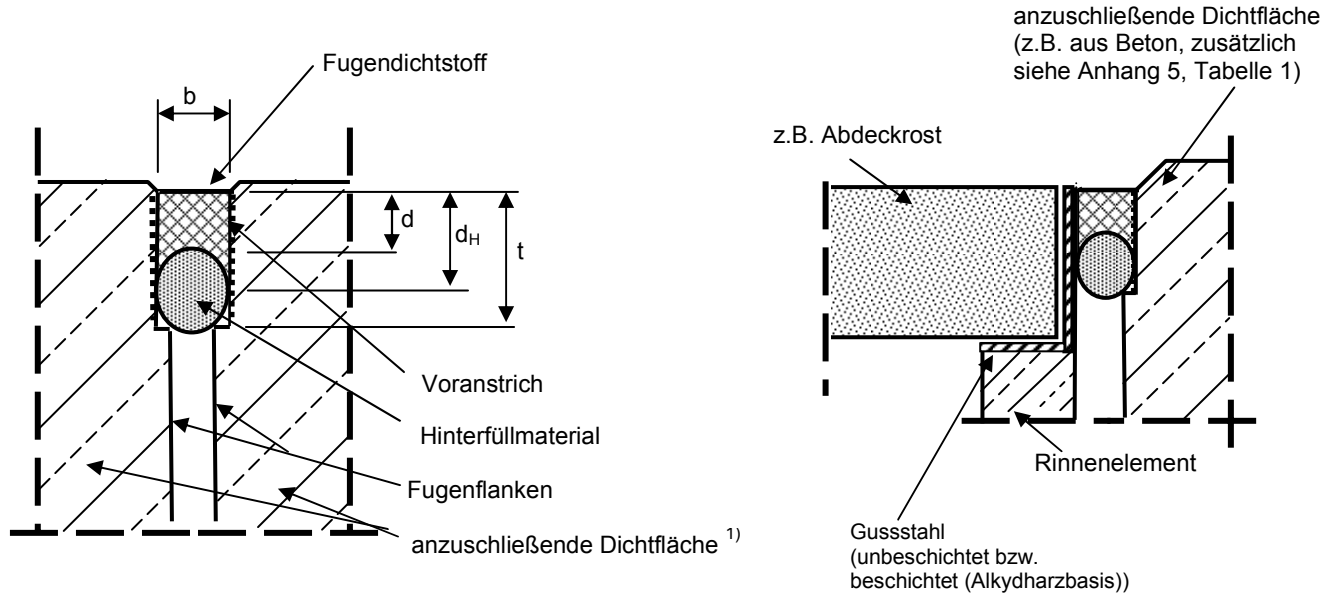 Fugendichtstoff
b
d
dH
t
Voranstrich
Hinterfüllmaterial
Fugenflanken
anzuschließende Dichtfläche 1)
anzuschließende Dichtfläche
(z.B. aus Beton, zusätzlich
siehe Anhang 5, Tabelle 1)
z.B. Abdeckrost
Rinnenelement
Gussstahl
(unbeschichtet bzw.
beschichtet (Alkydharzbasis))